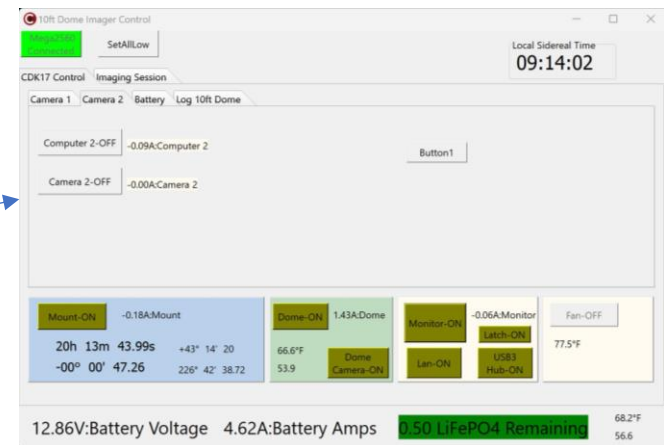 10ft Dome Imager Control
Mega2560
Connected
SetAllLow
Local Sidereal Time
09:14:02
CDK17 Control Imaging Session
Camera 1 Camera 2 Battery Log 10ft Dome
Computer 2-OFF -0.09A:Computer 2
Button1
Camera 2-OFF -0.00A:Camera 2
Mount-ON -0.18A:Mount
20h 13m 43.99s +43° 14' 20
-00° 00' 47.26 226° 42' 38.72
Dome-ON 1.43A:Dome
66.6°F
53.9
Dome
Camera-ON
Monitor-ON -0.06A:Monitor
Latch-ON
Lan-ON
USB3
Hub-ON
Fan-OFF
77.5°F
12.86V:Battery Voltage 4.62A:Battery Amps 0.50 LiFePO4 Remaining
68.2°F
56.6